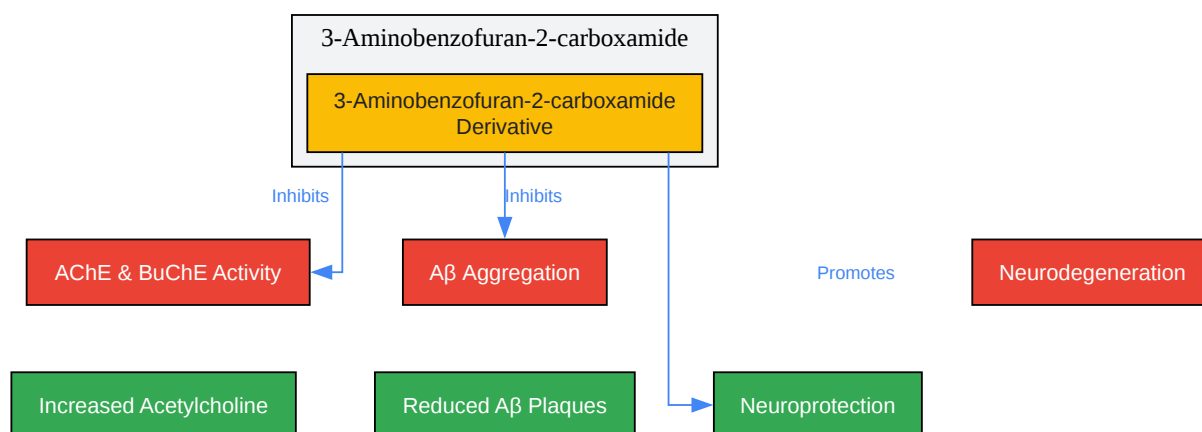 3-Aminobenzofuran-2-carboxamide
3-Aminobenzofuran-2-carboxamide
Derivative
Inhibits
Inhibits
AChE & BuChE Activity
Aβ Aggregation
Promotes
Neurodegeneration
Increased Acetylcholine
Reduced Aβ Plaques
Neuroprotection